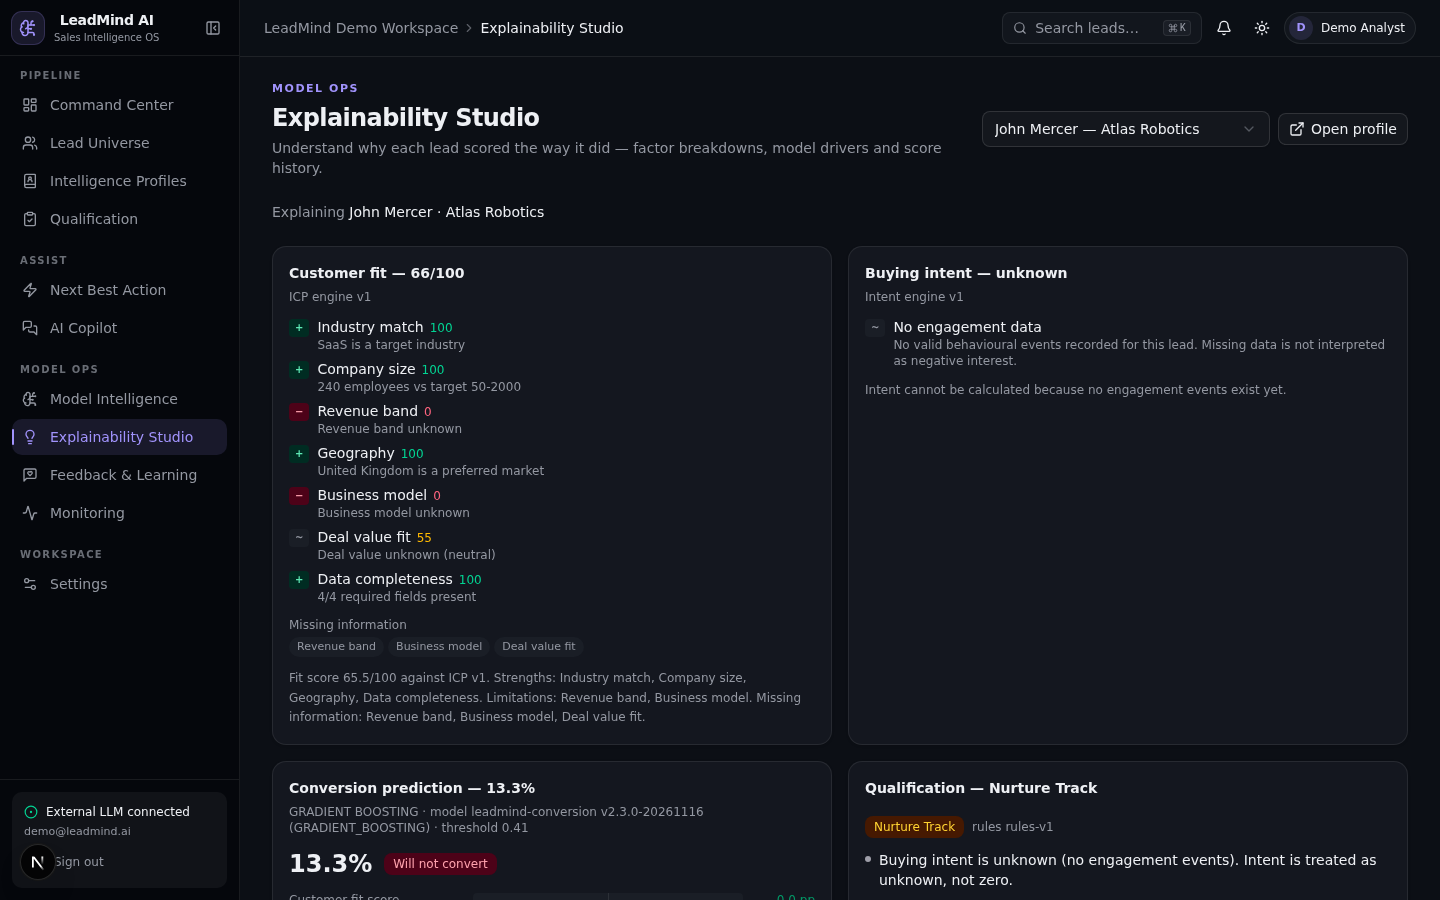 LeadMind AI
Sales Intelligence OS
PIPELINE
Command Center
Lead Universe
Intelligence Profiles
Qualification
ASSIST
Next Best Action
AI Copilot
MODEL OPS
Model Intelligence
Explainability Studio
Feedback & Learning
Monitoring
WORKSPACE
Settings
External LLM connected
demo@leadmind.ai
N
Sign out
LeadMind Demo Workspace > Explainability Studio
Search leads... ⌘K
D Demo Analyst
MODEL OPS
Explainability Studio
Understand why each lead scored the way it did — factor breakdowns, model drivers and score
history.
John Mercer — Atlas Robotics
Open profile
Explaining John Mercer · Atlas Robotics
Customer fit — 66/100
ICP engine v1
+ Industry match 100
SaaS is a target industry
+ Company size 100
240 employees vs target 50-2000
− Revenue band 0
Revenue band unknown
+ Geography 100
United Kingdom is a preferred market
− Business model 0
Business model unknown
~ Deal value fit 55
Deal value unknown (neutral)
+ Data completeness 100
4/4 required fields present
Missing information
Revenue band Business model Deal value fit
Fit score 65.5/100 against ICP v1. Strengths: Industry match, Company size,
Geography, Data completeness. Limitations: Revenue band, Business model. Missing
information: Revenue band, Business model, Deal value fit.
Buying intent — unknown
Intent engine v1
~ No engagement data
No valid behavioural events recorded for this lead. Missing data is not interpreted
as negative interest.
Intent cannot be calculated because no engagement events exist yet.
Conversion prediction — 13.3%
GRADIENT BOOSTING · model leadmind-conversion v2.3.0-20261116
(GRADIENT_BOOSTING) · threshold 0.41
13.3% Will not convert
Customer fit score 0.0 pp
Qualification — Nurture Track
Nurture Track rules rules-v1
Buying intent is unknown (no engagement events). Intent is treated as
unknown, not zero.